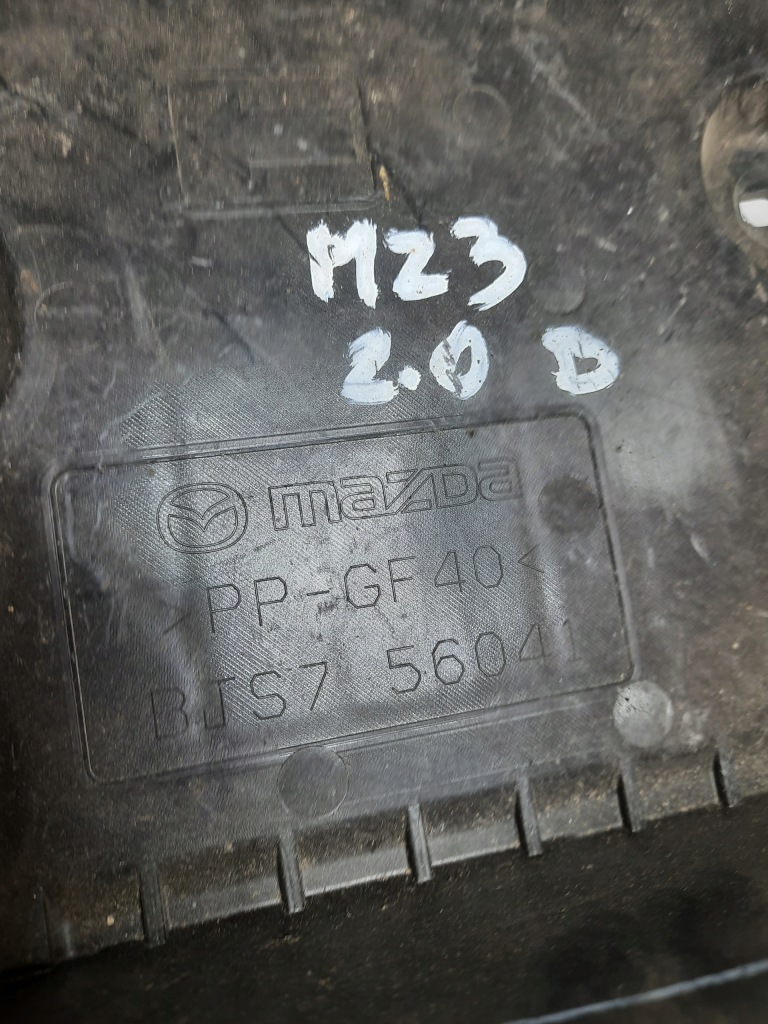 MZ3
2.0 D
mazda
>PP-GF40<
BJS7 56041